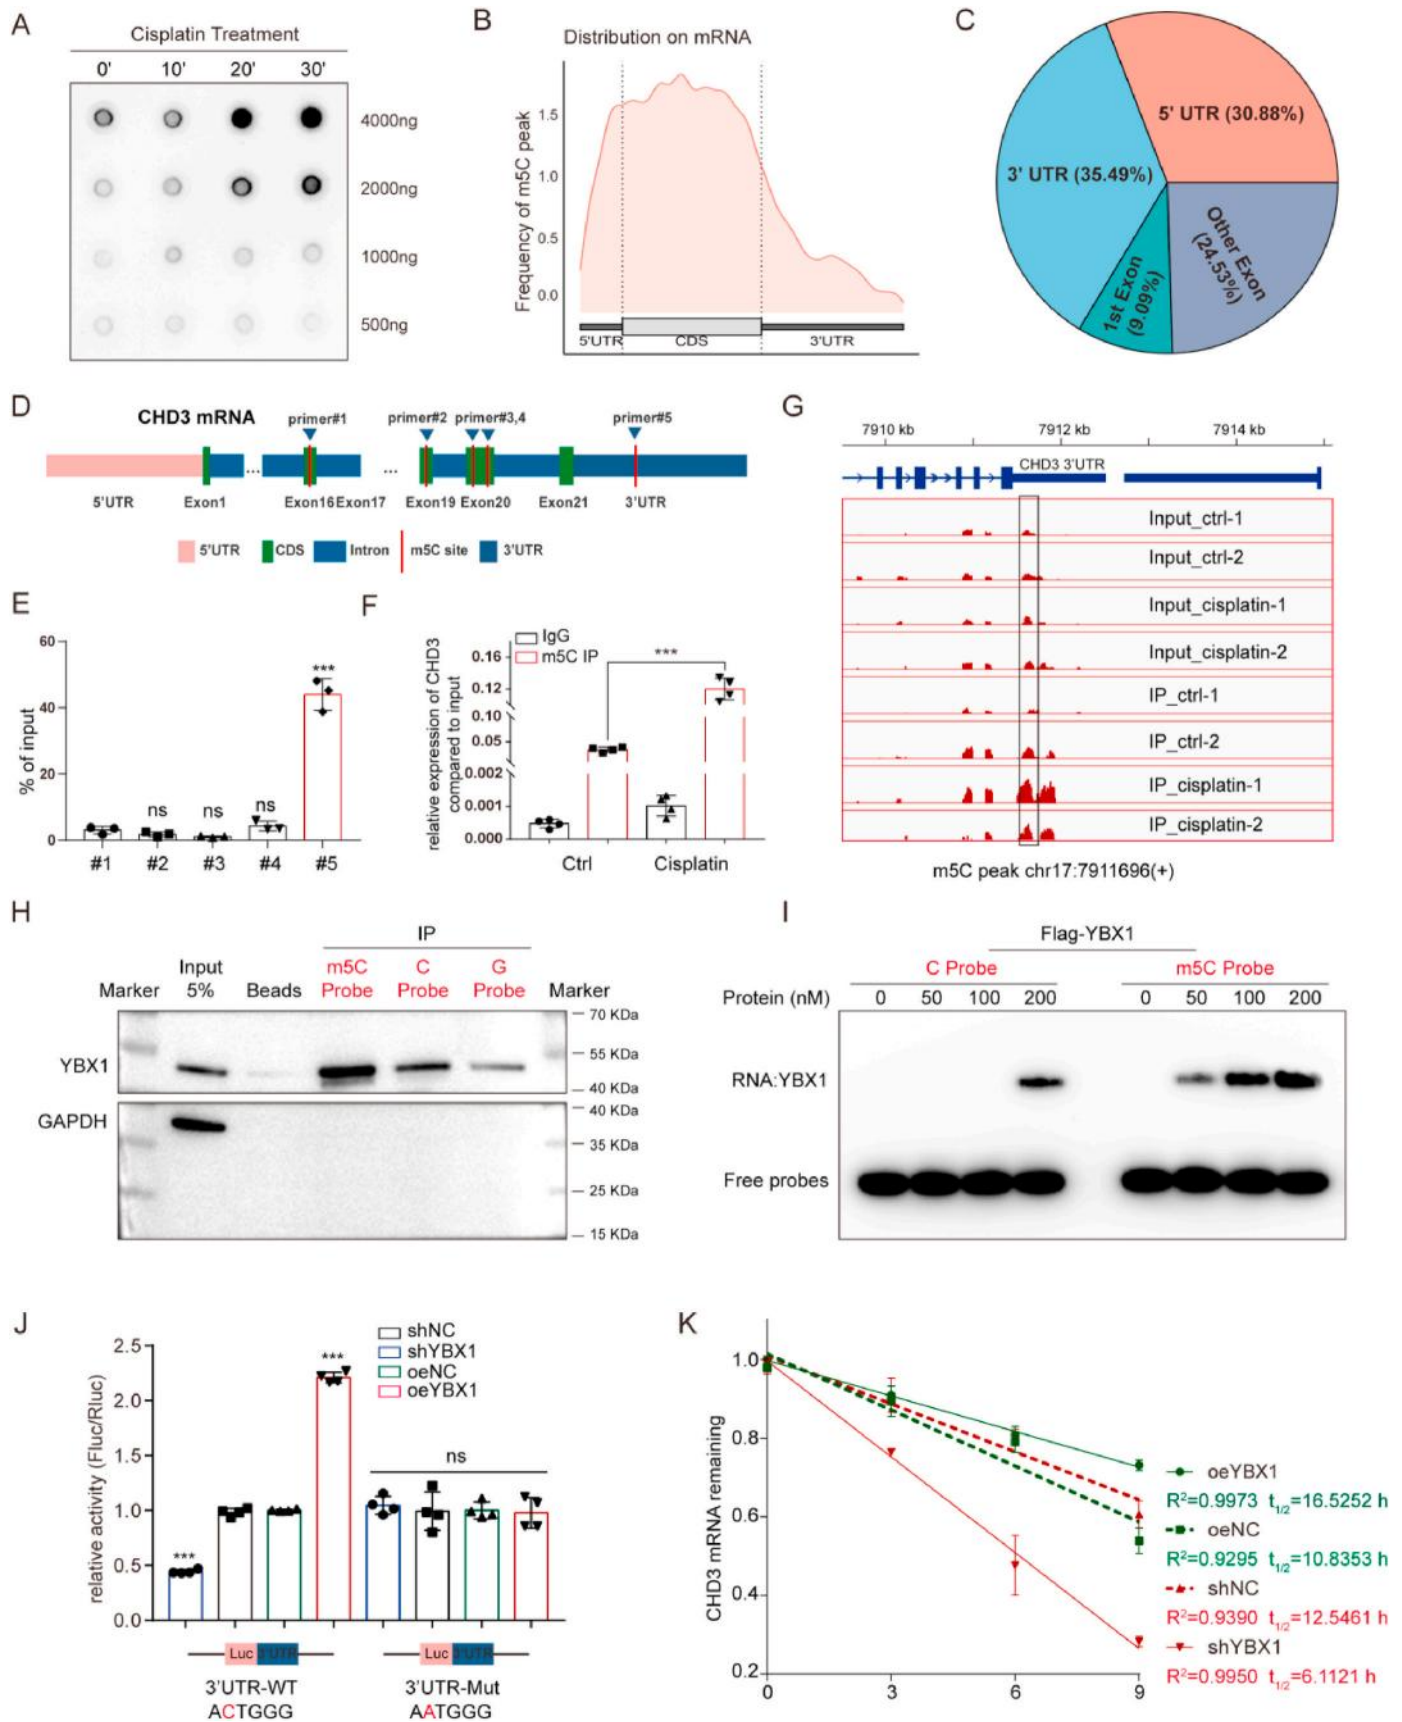 A
Cisplatin Treatment
0' 10' 20' 30'
4000ng
2000ng
1000ng
500ng
B
Distribution on mRNA
Frequency of m5C peak
1.5
1.0
0.5
0.0
5'UTR CDS 3'UTR
C
5' UTR (30.88%)
3' UTR (35.49%)
Other Exon
(24.53%)
1st Exon
(9.09%)
D
CHD3 mRNA
primer#1 primer#2 primer#3,4 primer#5
... ...
5'UTR Exon1 Exon16 Exon17 Exon19 Exon20 Exon21 3'UTR
5'UTR CDS Intron m5C site 3'UTR
E
% of input
60
40
20
0
ns ns ns ***
#1 #2 #3 #4 #5
F
relative expression of CHD3
compared to input
IgG
m5C IP
***
0.16
0.12
0.10
0.05
0.002
0.001
0.000
Ctrl Cisplatin
G
7910 kb 7912 kb 7914 kb
CHD3 3'UTR
Input_ctrl-1
Input_ctrl-2
Input_cisplatin-1
Input_cisplatin-2
IP_ctrl-1
IP_ctrl-2
IP_cisplatin-1
IP_cisplatin-2
m5C peak chr17:7911696(+)
H
IP
Input m5C C G
Marker 5% Beads Probe Probe Probe Marker
YBX1
GAPDH
70 KDa
55 KDa
40 KDa
40 KDa
35 KDa
25 KDa
15 KDa
I
Flag-YBX1
C Probe m5C Probe
Protein (nM) 0 50 100 200 0 50 100 200
RNA:YBX1
Free probes
J
relative activity (Fluc/Rluc)
2.5
2.0
1.5
1.0
0.5
0.0
shNC
shYBX1
oeNC
oeYBX1
*** *** ns
Luc 3'UTR Luc 3'UTR
3'UTR-WT 3'UTR-Mut
ACTGGG AATGGG
K
CHD3 mRNA remaining
1.0
0.8
0.6
0.4
0.2
0 3 6 9
oeYBX1
R²=0.9973 t1/2=16.5252 h
oeNC
R²=0.9295 t1/2=10.8353 h
shNC
R²=0.9390 t1/2=12.5461 h
shYBX1
R²=0.9950 t1/2=6.1121 h